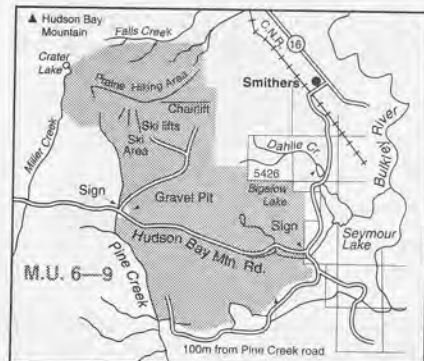 ▲ Hudson Bay
Mountain
Falls Creek
C.N.R.
16
Crater
Lake
Smithers
Prairie Hiking Area
Chairlift
Ski lifts
Ski
Area
Miller Creek
Dahlie Cr.
Bulkley River
5426
Bigelow
Lake
Sign
Gravel Pit
Sign
Seymour
Lake
Hudson Bay Mtn. Rd.
M.U. 6—9
Pine Creek
100m from Pine Creek road